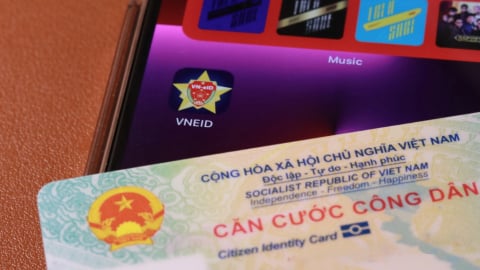 Music
VNeID
VNEID
CỘNG HÒA XÃ HỘI CHỦ NGHĨA VIỆT NAM
Độc lập - Tự do - Hạnh phúc
SOCIALIST REPUBLIC OF VIET NAM
Independence - Freedom - Happiness
CĂN CƯỚC CÔNG DÂN
Citizen Identity Card